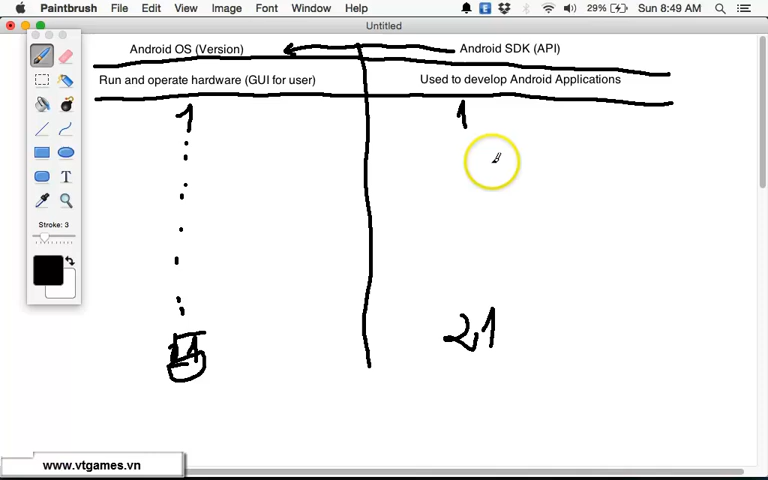 Paintbrush File Edit View Image Font Window Help 29% Sun 8:49 AM
Untitled
Android OS (Version) Android SDK (API)
Run and operate hardware (GUI for user) Used to develop Android Applications
1 1
T
Stroke: 3
21
www.vtgames.vn